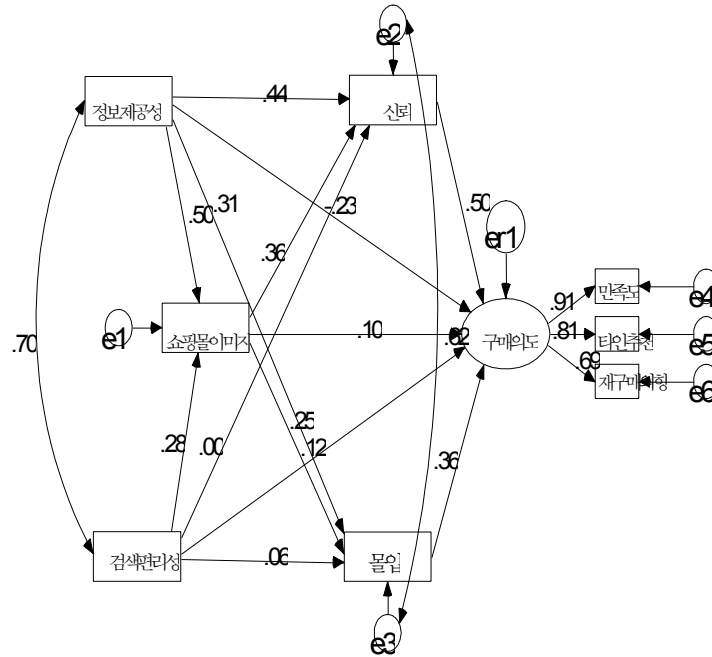 e2
.44
정보제공성
신뢰
.50
.31
-.23
.50
er1
.36
.91
만족도
e4
e1
쇼핑몰이미지
.10
.62
구매의도
.81
타인추천
e5
.70
.69
재구매의향
e6
.28
.00
.25
.12
.36
검색편리성
.06
몰입
e3